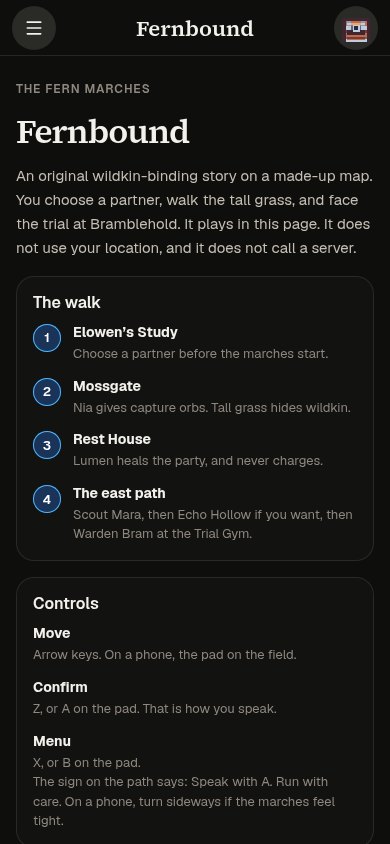 Fernbound
THE FERN MARCHES
Fernbound
An original wildkin-binding story on a made-up map.
You choose a partner, walk the tall grass, and face
the trial at Bramblehold. It plays in this page. It does
not use your location, and it does not call a server.
The walk
1
Elowen's Study
Choose a partner before the marches start.
2
Mossgate
Nia gives capture orbs. Tall grass hides wildkin.
3
Rest House
Lumen heals the party, and never charges.
4
The east path
Scout Mara, then Echo Hollow if you want, then
Warden Bram at the Trial Gym.
Controls
Move
Arrow keys. On a phone, the pad on the field.
Confirm
Z, or A on the pad. That is how you speak.
Menu
X, or B on the pad.
The sign on the path says: Speak with A. Run with
care. On a phone, turn sideways if the marches feel
tight.